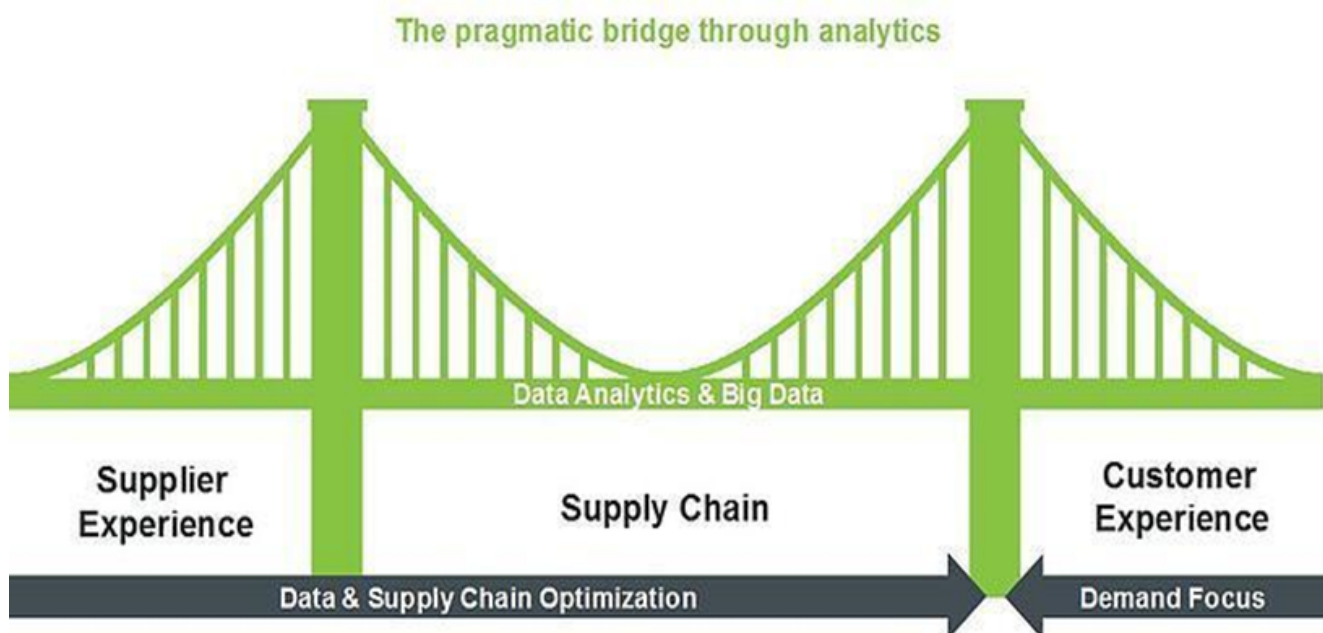 The pragmatic bridge through analytics
Data Analytics & Big Data
Supplier
Experience
Supply Chain
Customer
Experience
Data & Supply Chain Optimization
Demand Focus